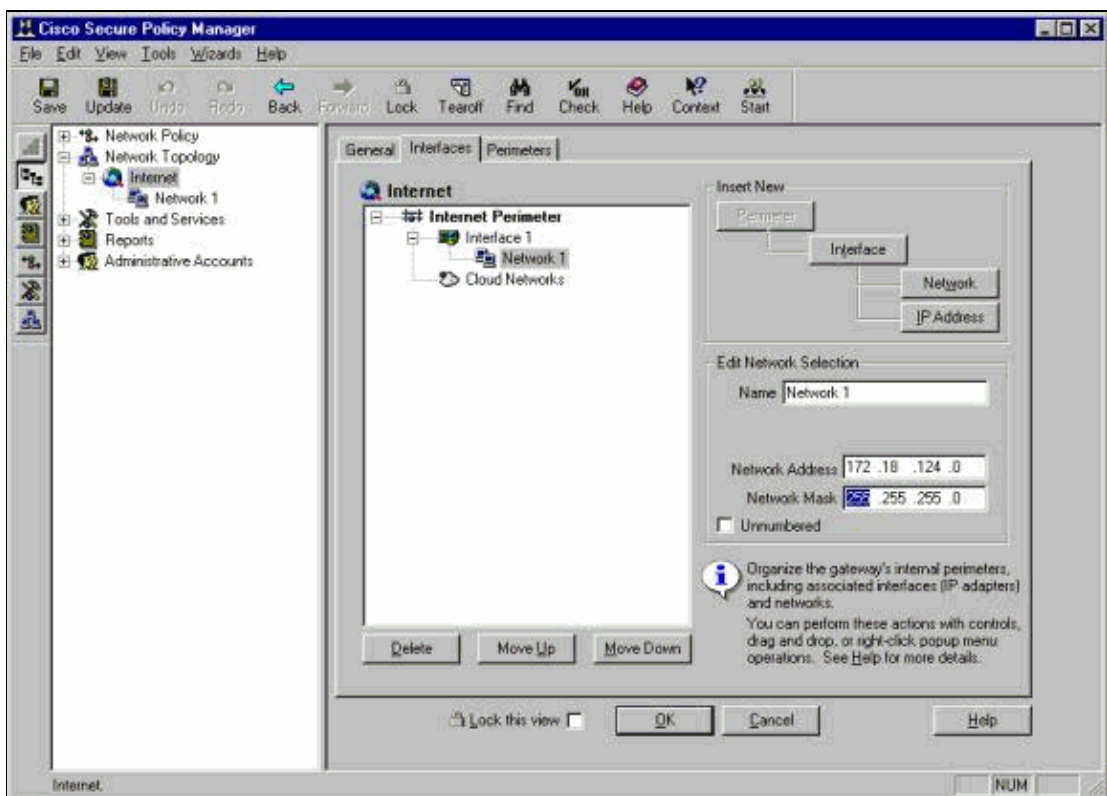 Cisco Secure Policy Manager
File Edit View Tools Wizards Help
Save Update Undo Redo Back Forward Lock Tearoff Find Check Help Context Start
Network Policy
Network Topology
Internet
Network 1
Tools and Services
Reports
Administrative Accounts
General Interfaces Perimeters
Internet
Internet Perimeter
Interface 1
Network 1
Cloud Networks
Delete Move Up Move Down
Insert New
Perimeter
Interface
Network
IP Address
Edit Network Selection
Name Network 1
Network Address 172 .18 .124 .0
Network Mask 255 .255 .255 .0
Unnumbered
Organize the gateway's internal perimeters,
including associated interfaces (IP adapters)
and networks.
You can perform these actions with controls,
drag and drop, or right-click popup menu
operations. See Help for more details.
Lock this view OK Cancel Help
Internet. NUM